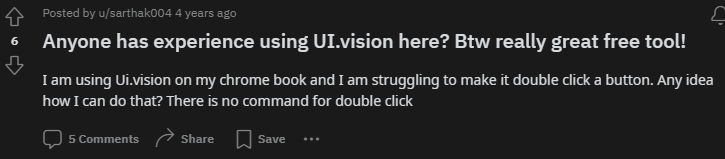 Posted by u/sarthak004 4 years ago
6
Anyone has experience using UI.vision here? Btw really great free tool!
I am using Ui.vision on my chrome book and I am struggling to make it double click a button. Any idea
how I can do that? There is no command for double click
5 Comments Share Save